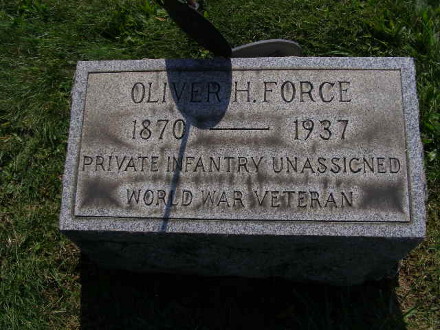 OLIVER H. FORCE
1870 — 1937
PRIVATE INFANTRY UNASSIGNED
WORLD WAR VETERAN